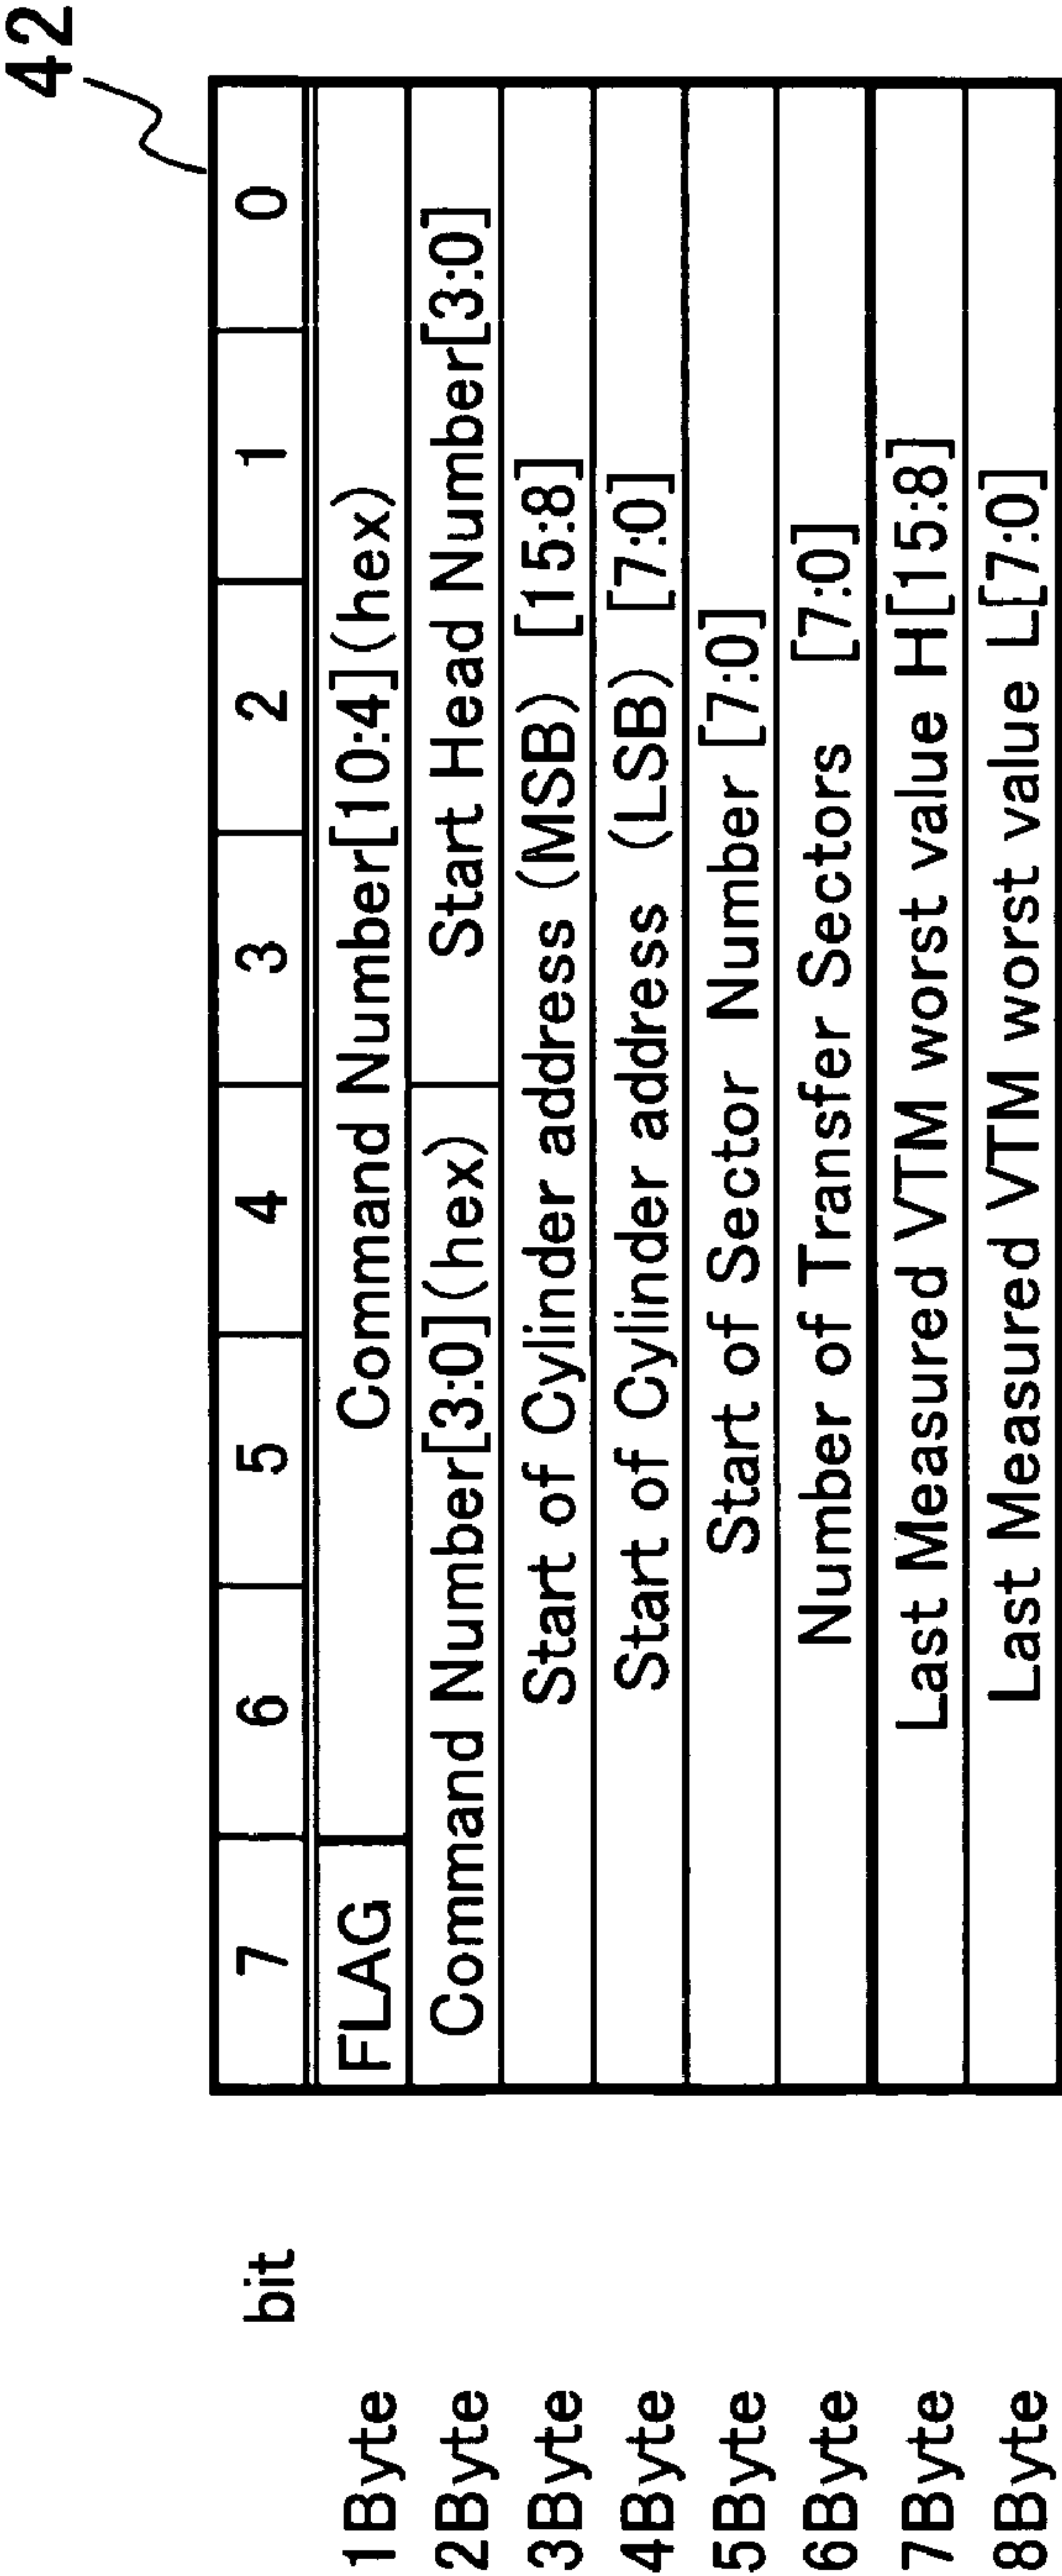 42
bit 7 6 5 4 3 2 1 0
1Byte FLAG Command Number[10:4](hex)
2Byte Command Number[3:0](hex) Start Head Number[3:0]
3Byte Start of Cylinder address (MSB) [15:8]
4Byte Start of Cylinder address (LSB) [7:0]
5Byte Start of Sector Number [7:0]
6Byte Number of Transfer Sectors [7:0]
7Byte Last Measured VTM worst value H[15:8]
8Byte Last Measured VTM worst value L[7:0]